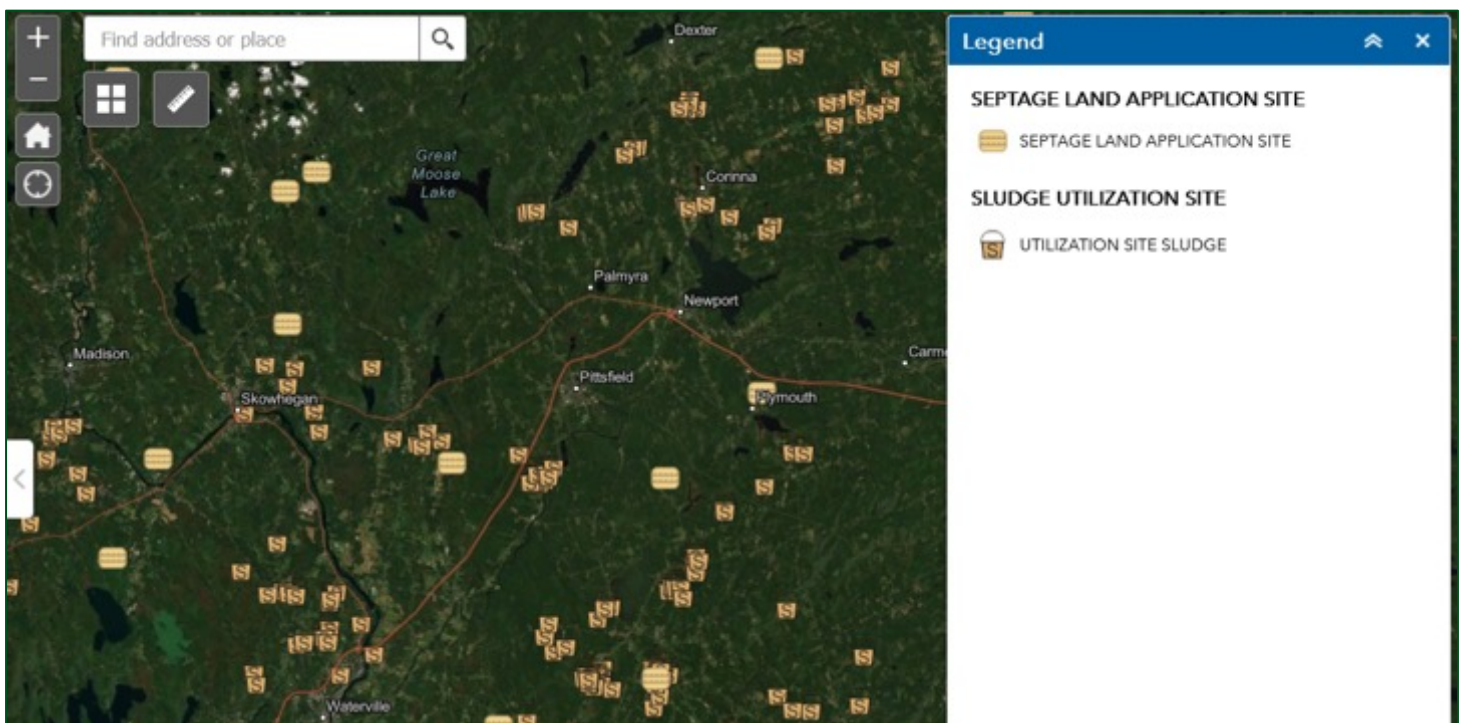 Find address or place
Dexter
Great
Moose
Lake
Corinna
Palmyra
Newport
Madison
Carm
Pittsfield
Skowhegan
Plymouth
Waterville
Legend
SEPTAGE LAND APPLICATION SITE
SEPTAGE LAND APPLICATION SITE
SLUDGE UTILIZATION SITE
S UTILIZATION SITE SLUDGE